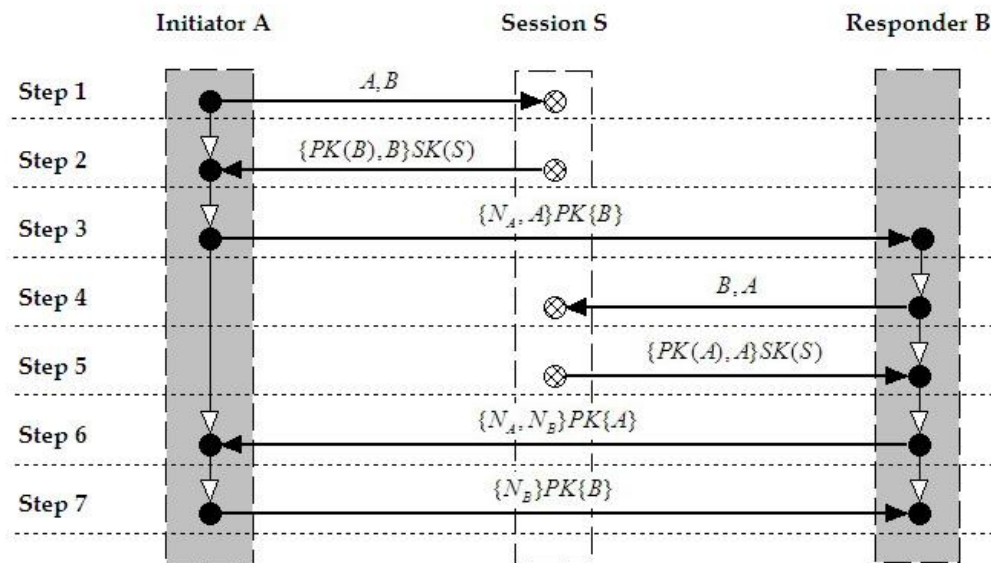 Initiator A Session S Responder B
Step 1 A, B
Step 2 {PK(B), B}SK(S)
Step 3 {N_A, A}PK{B}
Step 4 B, A
Step 5 {PK(A), A}SK(S)
Step 6 {N_A, N_B}PK{A}
Step 7 {N_B}PK{B}